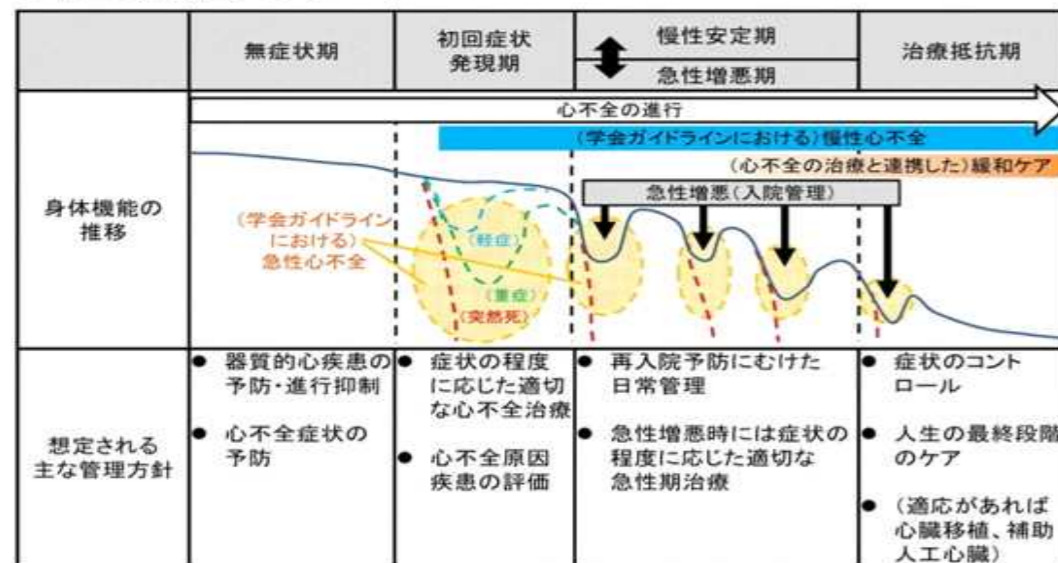 無症状期
初回症状
発現期
慢性安定期
急性増悪期
治療抵抗期
身体機能の
推移
心不全の進行
(学会ガイドラインにおける)慢性心不全
(心不全の治療と連携した)緩和ケア
急性増悪(入院管理)
(学会ガイドライン
における)
急性心不全
(軽症)
(重症)
(突然死)
想定される
主な管理方針
● 器質的心疾患の
予防・進行抑制
● 心不全症状の
予防
● 症状の程度
に応じた適切
な心不全治療
● 心不全原因
疾患の評価
● 再入院予防にむけた
日常管理
● 急性増悪時には症状の
程度に応じた適切な
急性期治療
● 症状のコント
ロール
● 人生の最終段階
のケア
● (適応があれば
心臓移植、補助
人工心臓)